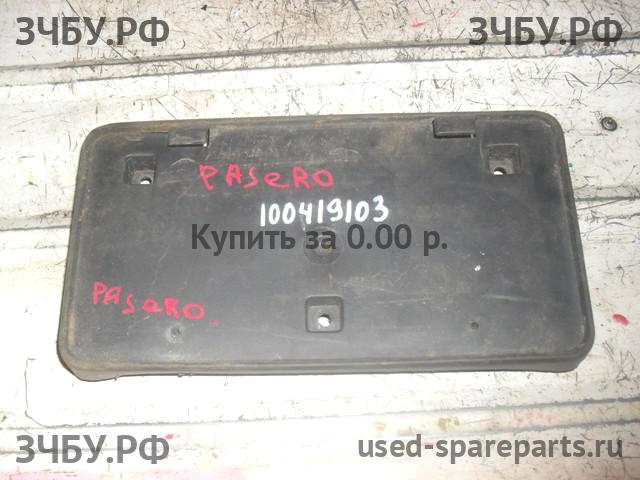 ЗЧБУ.РФ ЗЧБУ.РФ
PASeRO
100419103
Купить за 0.00 р.
PASeRO.
ЗЧБУ.РФ used-spareparts.ru